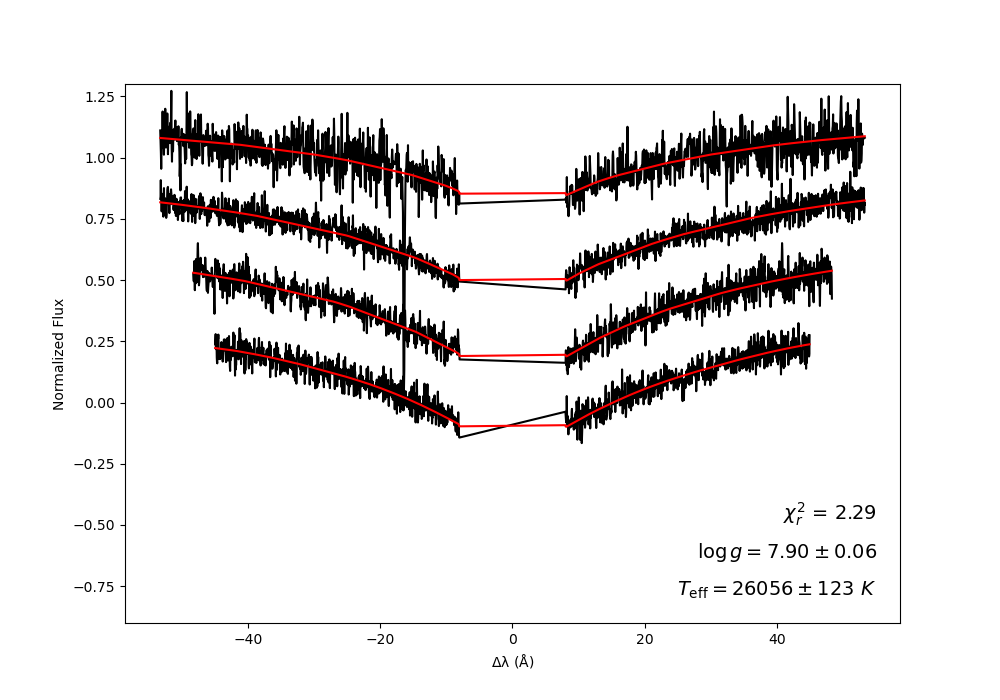 1.25
1.00
0.75
0.50
0.25
0.00
−0.25
−0.50
−0.75
Normalized Flux
χ²ᵣ = 2.29
log g = 7.90 ± 0.06
T_eff = 26056 ± 123 K
−40 −20 0 20 40
Δλ (Å)